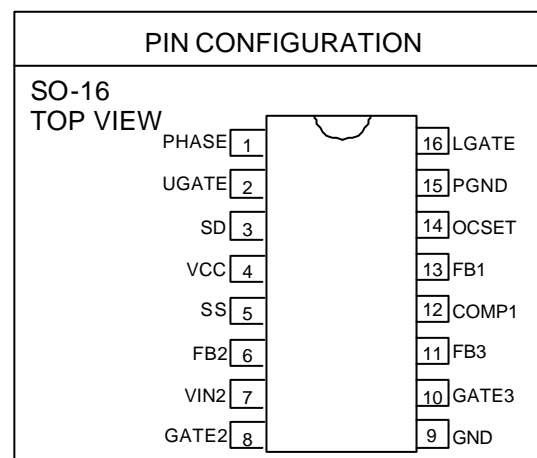 PIN CONFIGURATION
SO-16
TOP VIEW
PHASE 1 16 LGATE
UGATE 2 15 PGND
SD 3 14 OCSET
VCC 4 13 FB1
SS 5 12 COMP1
FB2 6 11 FB3
VIN2 7 10 GATE3
GATE2 8 9 GND